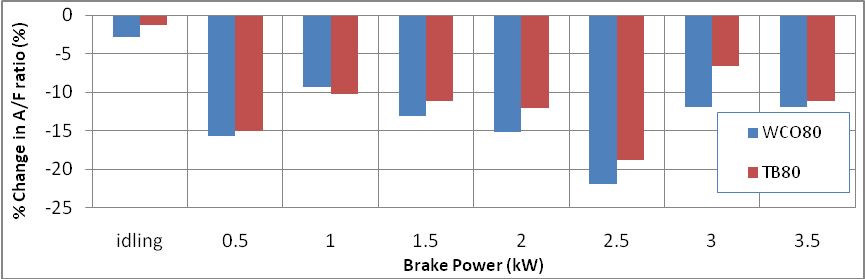 % Change in A/F ratio (%)
0
-5
-10
-15
-20
-25
WCO80
TB80
idling 0.5 1 1.5 2 2.5 3 3.5
Brake Power (kW)